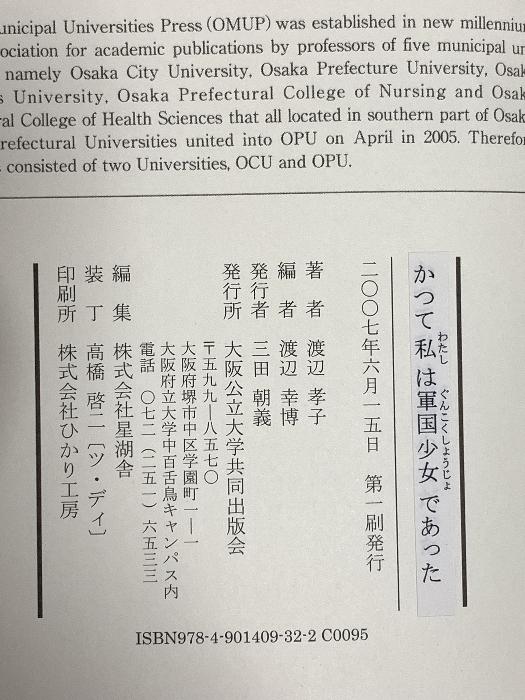 unicipal Universities Press (OMUP) was established in new millenniu
ociation for academic publications by professors of five municipal un
namely Osaka City University, Osaka Prefecture University, Osak
s University, Osaka Prefectural College of Nursing and Osak
ral College of Health Sciences that all located in southern part of Osak
refectural Universities united into OPU on April in 2005. Therefor
consisted of two Universities, OCU and OPU.
かつて私は軍国少女であった
わたし
ぐんこくしょうじょ
二〇〇七年六月一五日 第一刷発行
著 者 渡辺 孝子
編 者 渡辺 幸博
発行者 三田 朝義
発行所 大阪公立大学共同出版会
〒五九九―八五七〇
大阪府堺市中区学園町一―一
大阪府立大学中百舌鳥キャンパス内
電話 〇七二(二五一)六五三三
編 集 株式会社星湖舎
装 丁 高橋 啓二〔ツ・デイ〕
印刷所 株式会社ひかり工房
ISBN978-4-901409-32-2 C0095